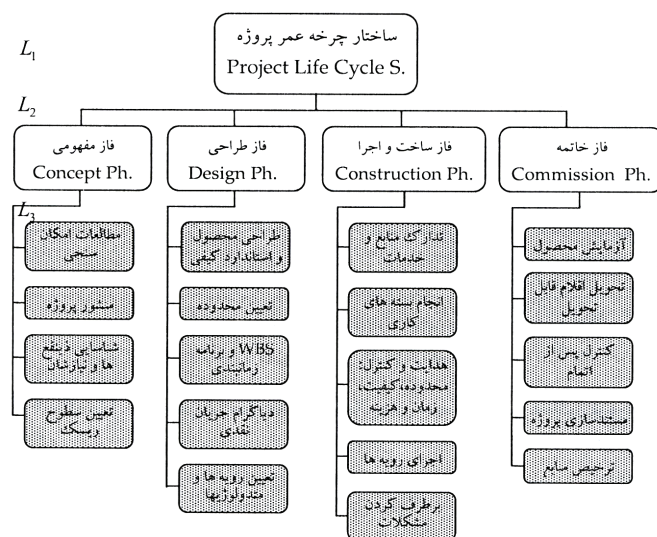 L1
ساختار چرخه عمر پروژه
Project Life Cycle S.
L2
فاز مفهومی
Concept Ph.
فاز طراحی
Design Ph.
فاز ساخت و اجرا
Construction Ph.
فاز خاتمه
Commission Ph.
L3
مطالعات امکان
سنجی
منشور پروژه
شناسایی ذینفع
ها و نیازشان
تعیین سطوح
ریسک
طراحی محصول
و استاندارد کیفی
تعیین محدوده
WBS و برنامه
زمانبندی
دیاگرام جریان
نقدی
تعیین رویه ها و
متدولوژیها
تدارک منابع و
خدمات
انجام بسته های
کاری
هدایت و کنترل:
محدوده،کیفیت،
زمان و هزینه
اجرای رویه ها
برطرف کردن
مشکلات
آزمایش محصول
تحویل اقلام قابل
تحویل
کنترل پس از
اتمام
مستندسازی پروژه
ترخیص منابع